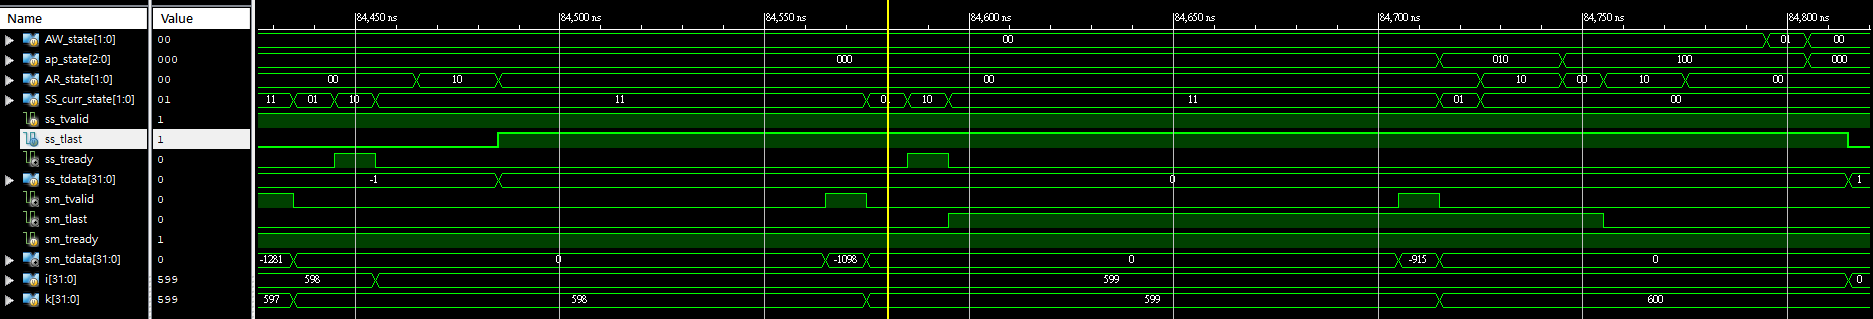 Name Value 84,450 ns 84,500 ns 84,550 ns 84,600 ns 84,650 ns 84,700 ns 84,750 ns 84,800 ns
AW_state[1:0] 00 00 01 00
ap_state[2:0] 000 000 010 100 000
AR_state[1:0] 00 00 10 00 10 00 10 00
SS_curr_state[1:0] 01 11 01 10 11 10 11 01 00
ss_tvalid 1
ss_tlast 1
ss_tready 0
ss_tdata[31:0] 0 -1 0 1
sm_tvalid 0
sm_tlast 0
sm_tready 1
sm_tdata[31:0] 0 -1281 0 -1098 0 -915 0
i[31:0] 599 598 599 0
k[31:0] 599 597 598 599 600